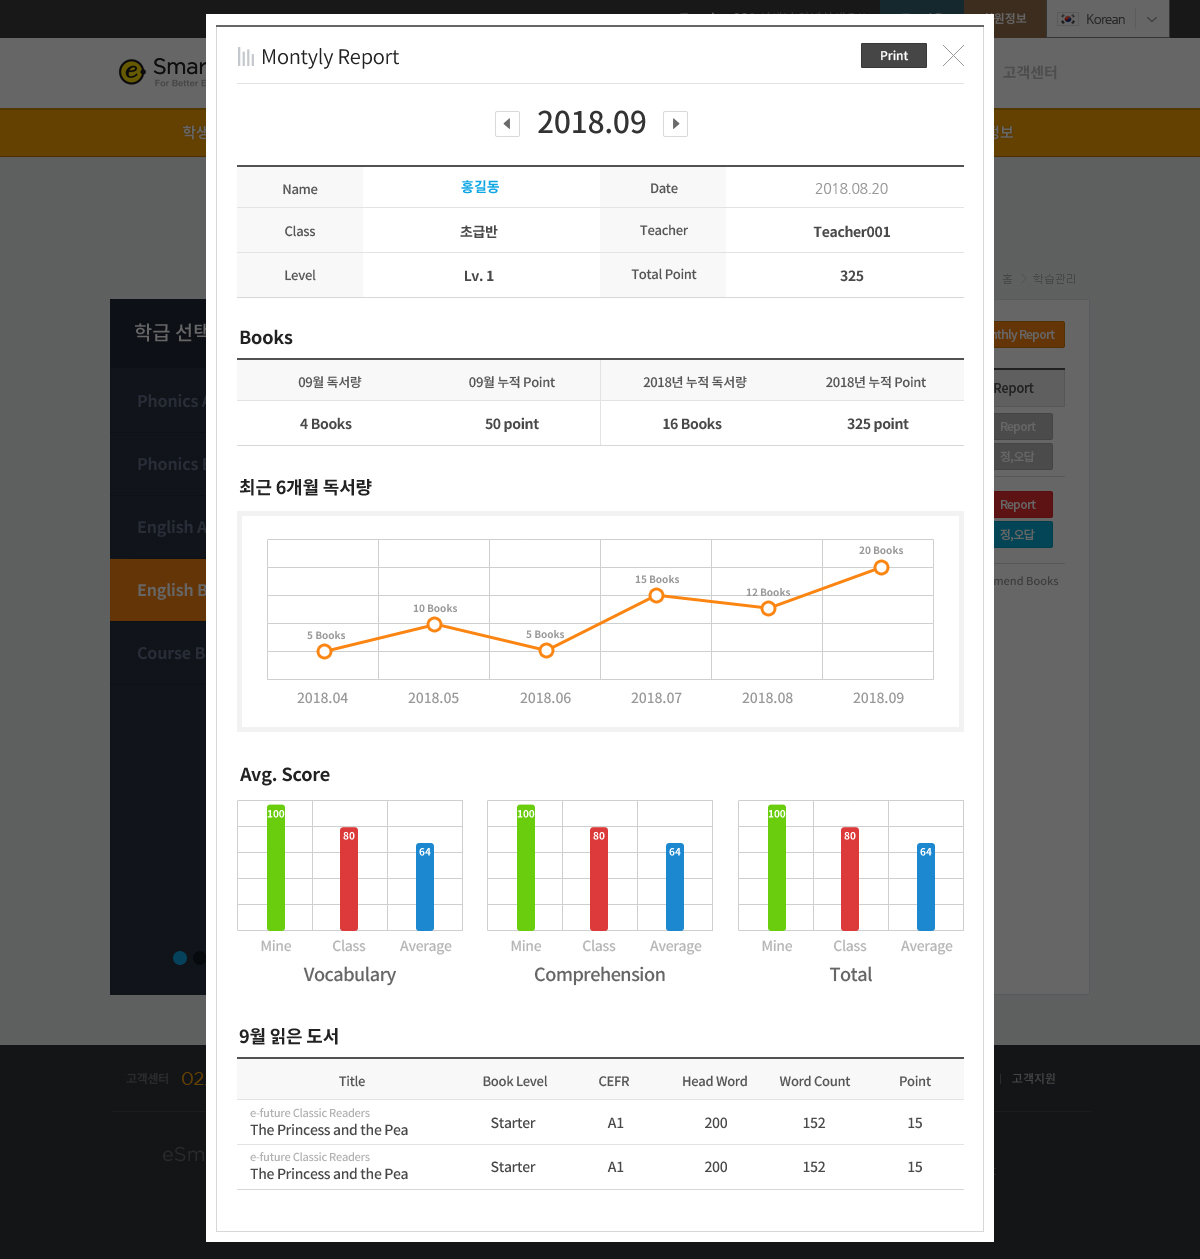 회원정보
Korean
Smar
For Better E
고객센터
학생
정보
홈 > 학습관리
학급 선택
Phonics A
Phonics B
English A
English B
Course B
nthly Report
Report
Report
정,오답
Report
정,오답
mend Books
고객센터 02
고객지원
eSm
Montyly Report
Print
2018.09
Name 홍길동 Date 2018.08.20
Class 초급반 Teacher Teacher001
Level Lv. 1 Total Point 325
Books
09월 독서량 09월 누적 Point 2018년 누적 독서량 2018년 누적 Point
4 Books 50 point 16 Books 325 point
최근 6개월 독서량
5 Books 10 Books 5 Books 15 Books 12 Books 20 Books
2018.04 2018.05 2018.06 2018.07 2018.08 2018.09
Avg. Score
100 80 64 100 80 64 100 80 64
Mine Class Average Mine Class Average Mine Class Average
Vocabulary Comprehension Total
9월 읽은 도서
Title Book Level CEFR Head Word Word Count Point
e-future Classic Readers
The Princess and the Pea Starter A1 200 152 15
e-future Classic Readers
The Princess and the Pea Starter A1 200 152 15